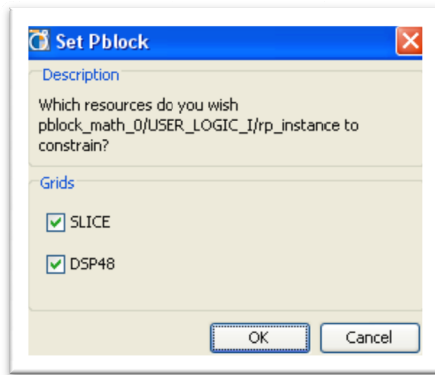 Set Pblock
Description
Which resources do you wish
pblock_math_0/USER_LOGIC_I/rp_instance to
constrain?
Grids
SLICE
DSP48
OK Cancel